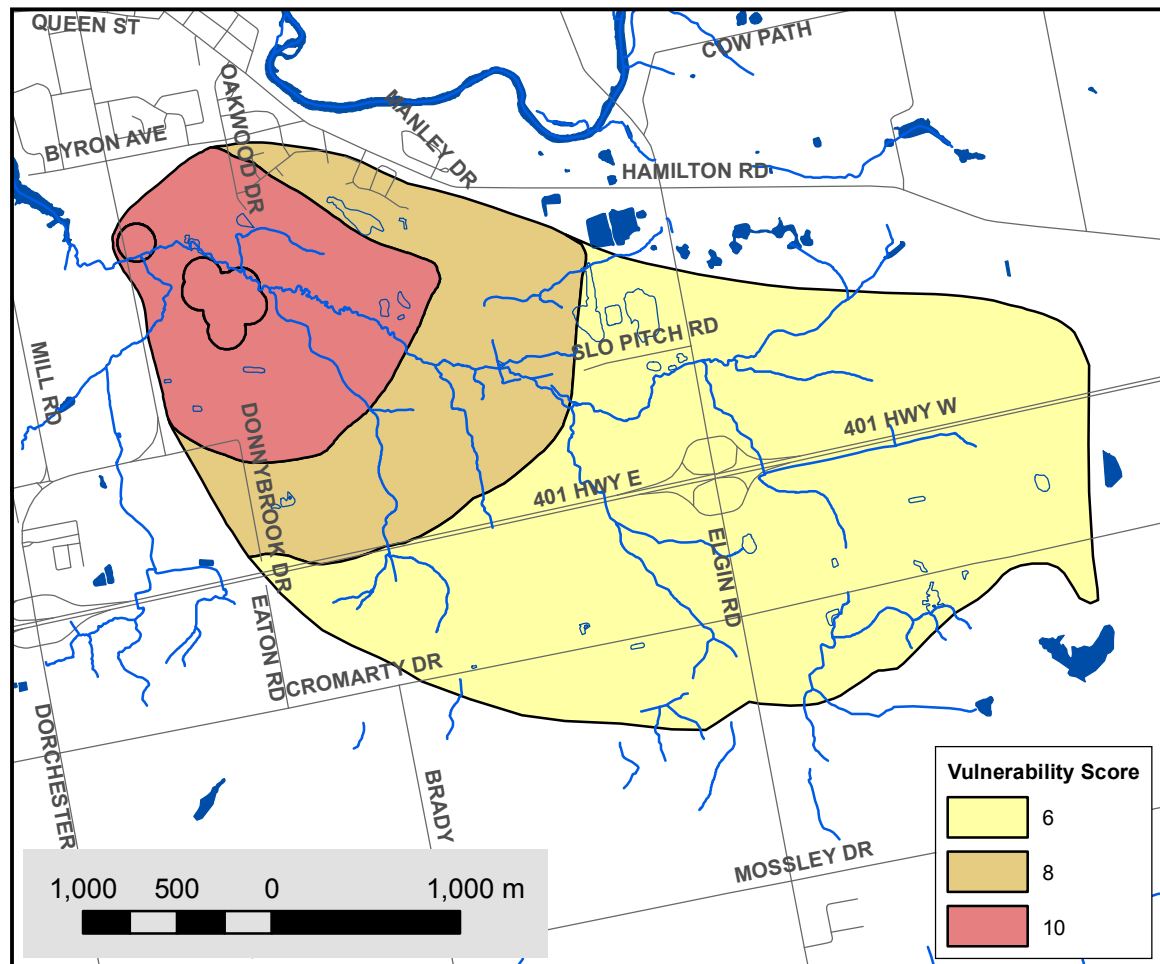 QUEEN ST
COW PATH
OAKWOOD DR
MANLEY DR
BYRON AVE
HAMILTON RD
SLO PITCH RD
MILL RD
DONNYBROOK DR
401 HWY W
401 HWY E
ELGIN RD
EATON RD
CROMARTY DR
DORCHESTER
BRADY
MOSSLEY DR
Vulnerability Score
6
8
10
1,000 500 0 1,000 m